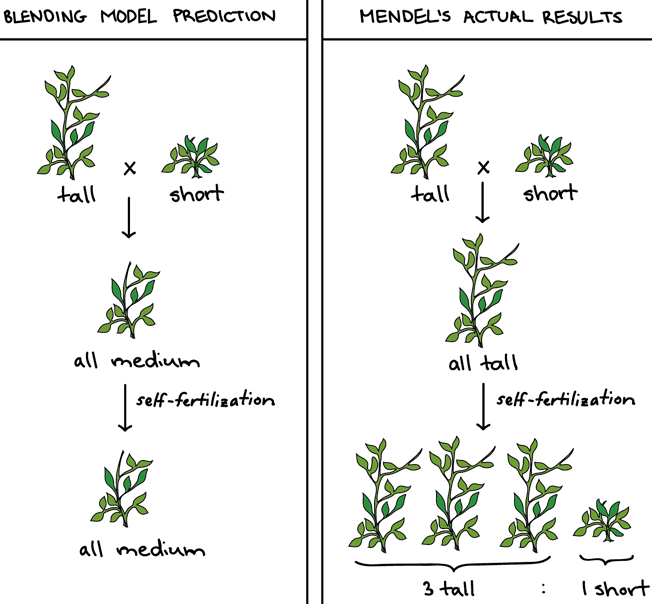 BLENDING MODEL PREDICTION
x
tall
short
all medium
self-fertilization
all medium
MENDEL'S ACTUAL RESULTS
x
tall
short
all tall
self-fertilization
3 tall : 1 short